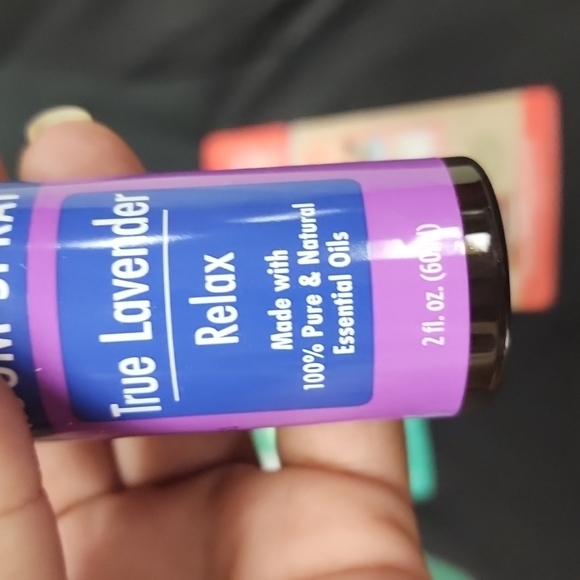 True Lavender
Relax
Made with
100% Pure & Natural
Essential Oils
2 fl. oz.